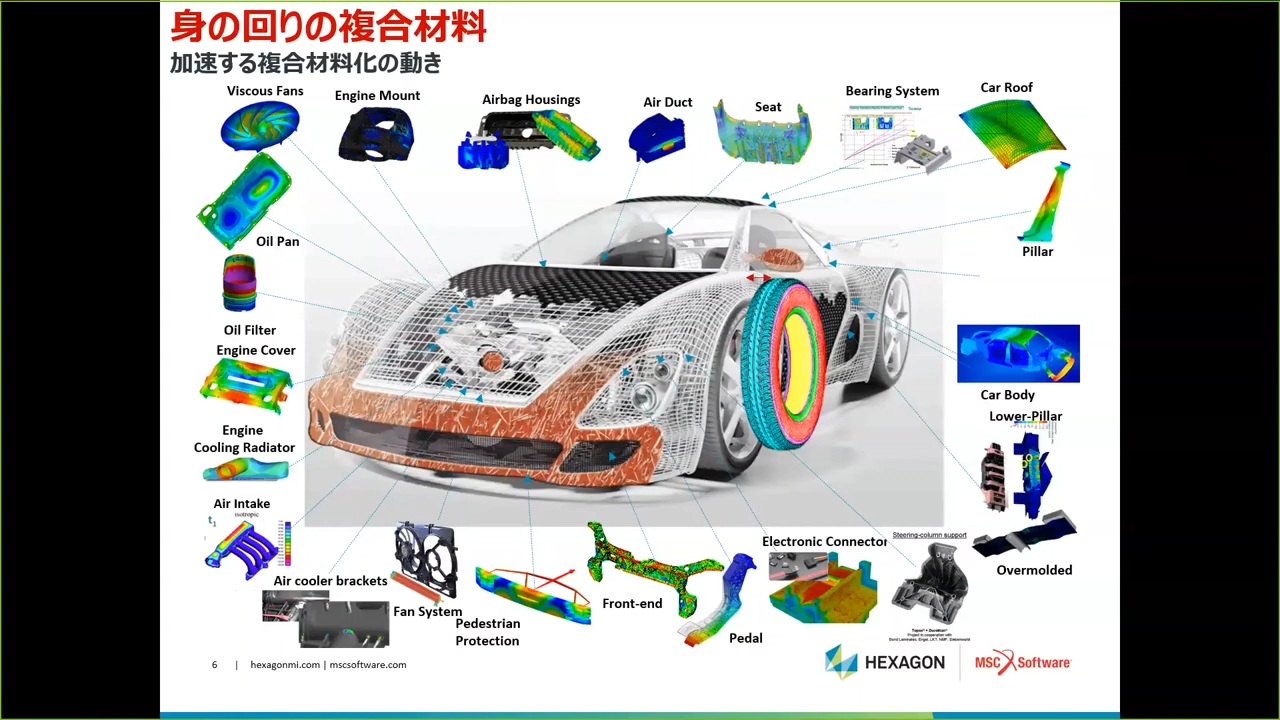 身の回りの複合材料
加速する複合材料化の動き
Viscous Fans
Engine Mount
Airbag Housings
Air Duct
Seat
Bearing System
Car Roof
Oil Pan
Pillar
Oil Filter
Engine Cover
Car Body
Lower-Pillar
Engine
Cooling Radiator
Air Intake
isotropic
t₁
Air cooler brackets
Fan System
Pedestrian
Protection
Front-end
Pedal
Electronic Connector
Steering-column support
Overmolded
6 | hexagonmi.com | mscsoftware.com
HEXAGON
MSC Software